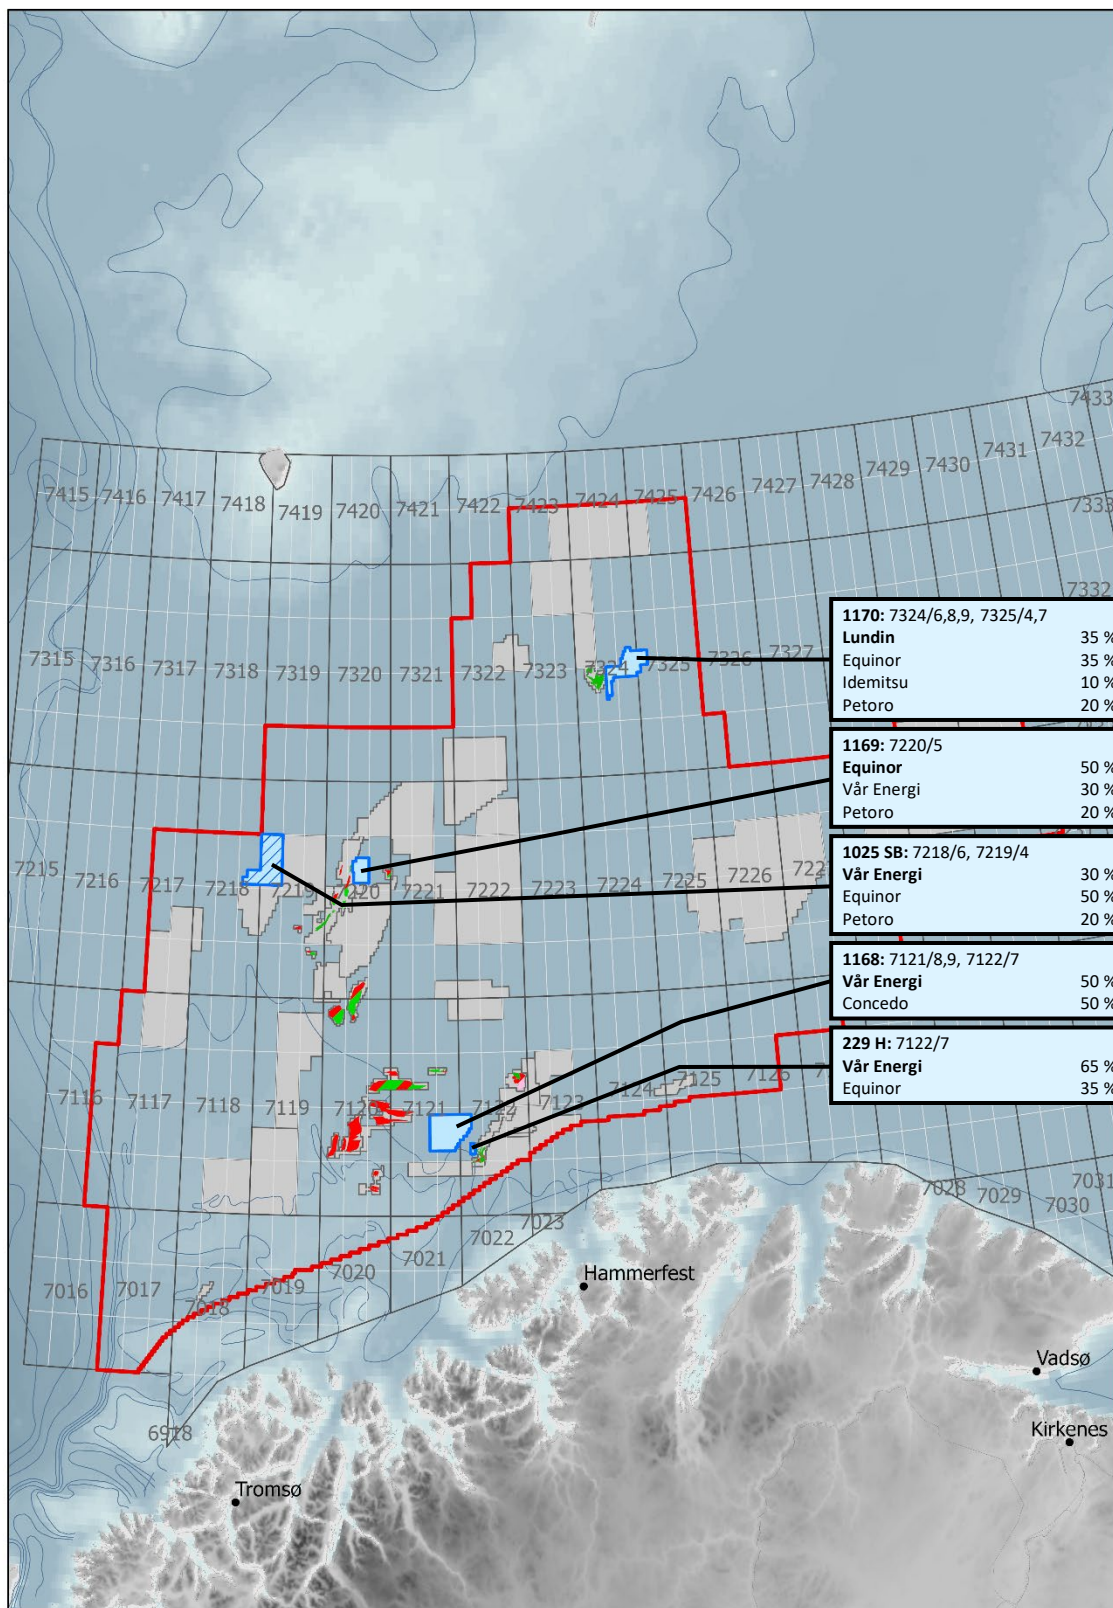 7433
7432
7431
7430
7429
7428
7427
7426
7415 7416 7417 7418 7419 7420 7421 7422 7423 7424 7425
7333
7332
7315 7316 7317 7318 7319 7320 7321 7322 7323 7324 7325 7326 7327
1170: 7324/6,8,9, 7325/4,7
Lundin 35 %
Equinor 35 %
Idemitsu 10 %
Petoro 20 %
1169: 7220/5
Equinor 50 %
Vår Energi 30 %
Petoro 20 %
1025 SB: 7218/6, 7219/4
Vår Energi 30 %
Equinor 50 %
Petoro 20 %
1168: 7121/8,9, 7122/7
Vår Energi 50 %
Concedo 50 %
229 H: 7122/7
Vår Energi 65 %
Equinor 35 %
7215 7216 7217 7218 7219 7220 7221 7222 7223 7224 7225 7226
7116 7117 7118 7119 7120 7121 7122 7123 7124 7125 7126
7016 7017 7018 7019 7020 7021 7022 7023
7028 7029 7030 7031
6918
Hammerfest
Vadsø
Kirkenes
Tromsø